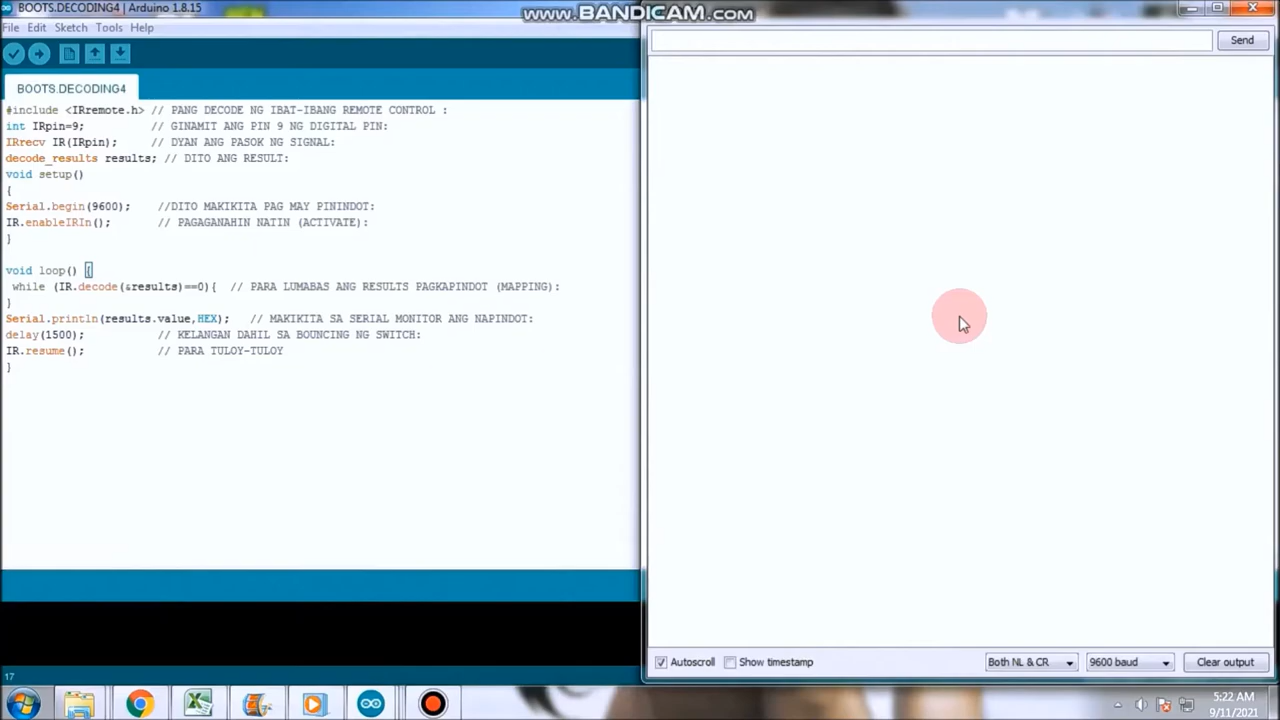 BOOTS.DECODING4 | Arduino 1.8.15
www.BANDICAM.com
File Edit Sketch Tools Help
Send
BOOTS.DECODING4
#include <IRremote.h> // PANG DECODE NG IBAT-IBANG REMOTE CONTROL :
int IRpin=9; // GINAMIT ANG PIN 9 NG DIGITAL PIN:
IRrecv IR(IRpin); // DYAN ANG PASOK NG SIGNAL:
decode_results results; // DITO ANG RESULT:
void setup()
{
Serial.begin(9600); //DITO MAKIKITA PAG MAY PININDOT:
IR.enableIRIn(); // PAGAGANAHIN NATIN (ACTIVATE):
}
void loop() {
while (IR.decode(&results)==0){ // PARA LUMABAS ANG RESULTS PAGKAPINDOT (MAPPING):
}
Serial.println(results.value,HEX); // MAKIKITA SA SERIAL MONITOR ANG NAPINDOT:
delay(1500); // KELANGAN DAHIL SA BOUNCING NG SWITCH:
IR.resume(); // PARA TULOY-TULOY
}
Autoscroll Show timestamp Both NL & CR 9600 baud Clear output
17
5:22 AM
9/11/2021